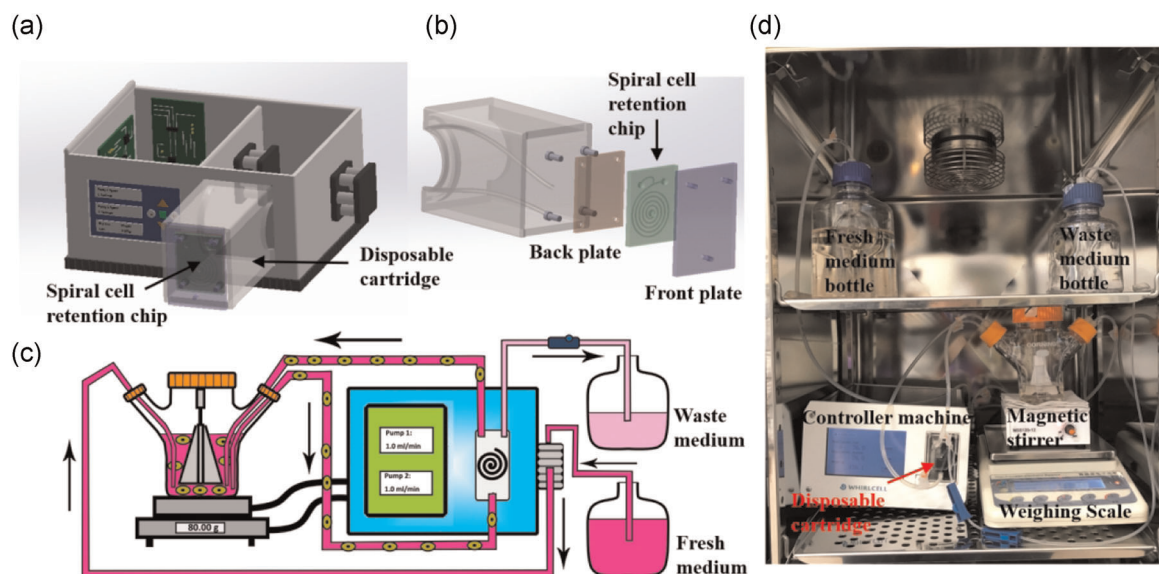 (a)
Spiral cell
retention chip
Disposable
cartridge
(b)
Spiral cell
retention
chip
Back plate
Front plate
(c)
Pump 1:
1.0 ml/min
Pump 2:
1.0 ml/min
80.00 g
Waste
medium
Fresh
medium
(d)
Fresh
medium
bottle
Waste
medium
bottle
Controller machine
Magnetic
stirrer
WHIRLCELL
Disposable
cartridge
Weighing Scale